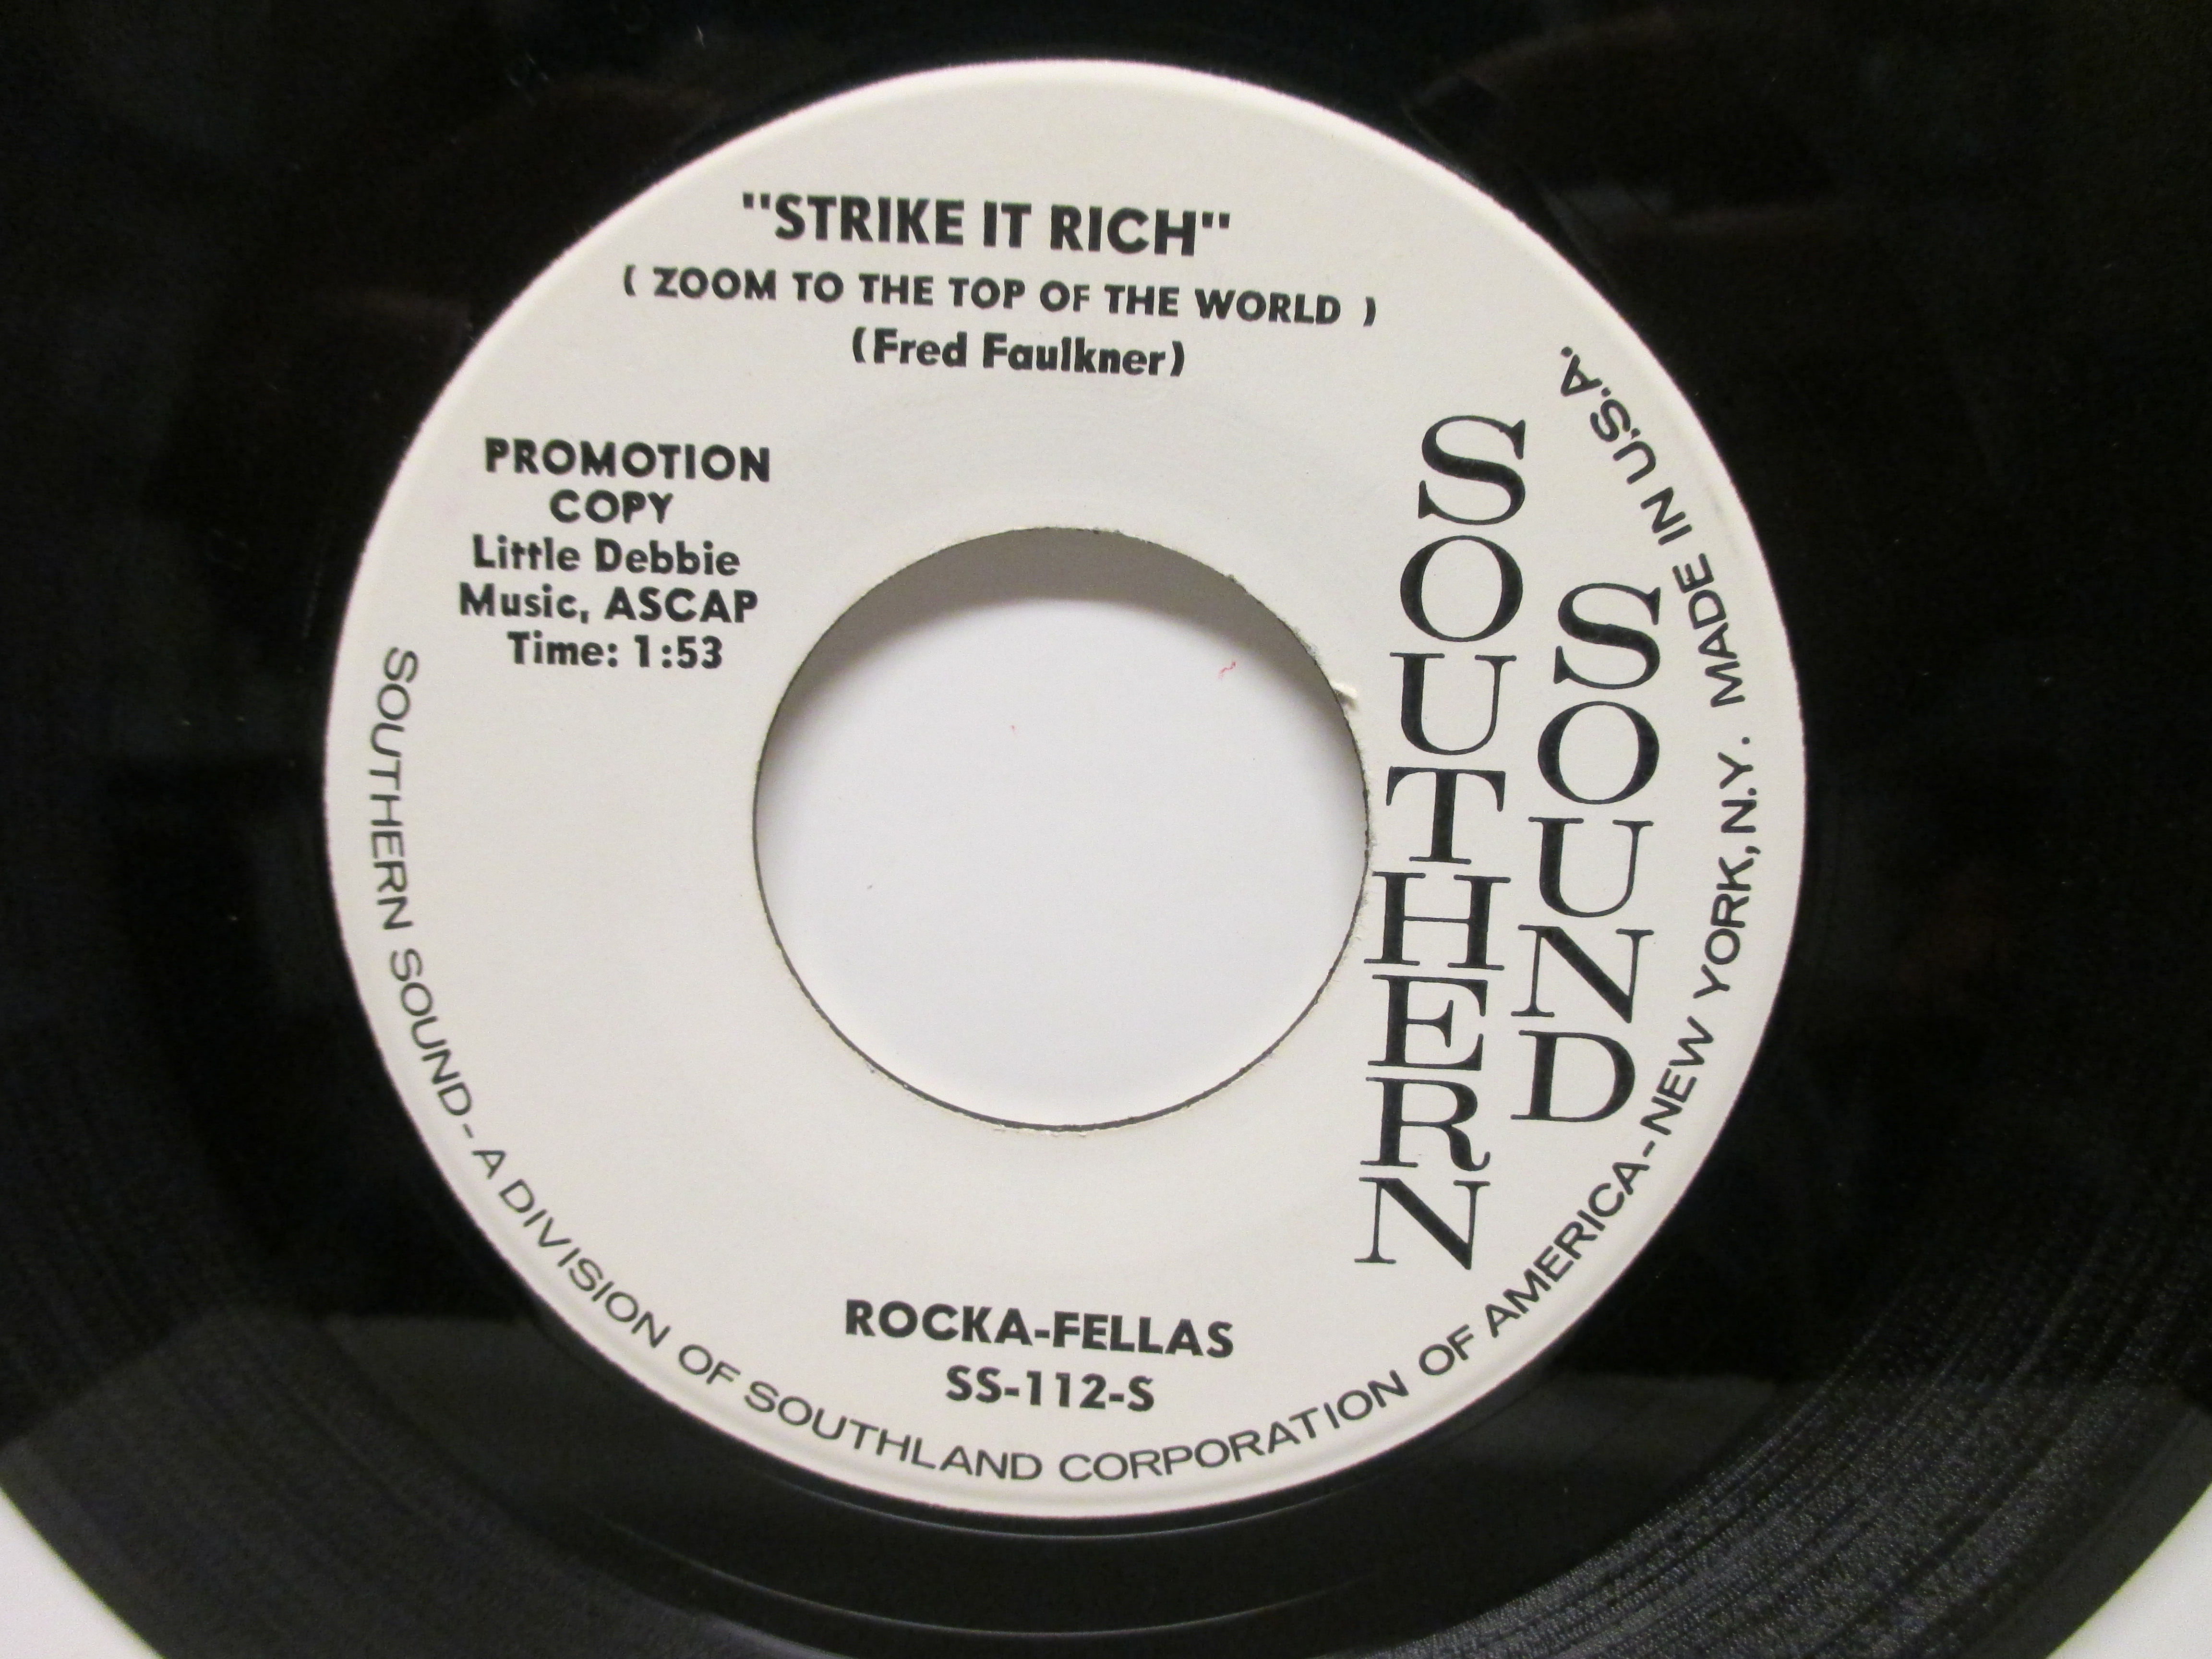 "STRIKE IT RICH"
( ZOOM TO THE TOP OF THE WORLD )
(Fred Faulkner)
PROMOTION
COPY
Little Debbie
Music, ASCAP
Time: 1:53
SOUTHERN
SOUND
ROCKA-FELLAS
SS-112-S
SOUTHERN SOUND - A DIVISION OF SOUTHLAND CORPORATION OF AMERICA - NEW YORK, N.Y. MADE IN U.S.A.